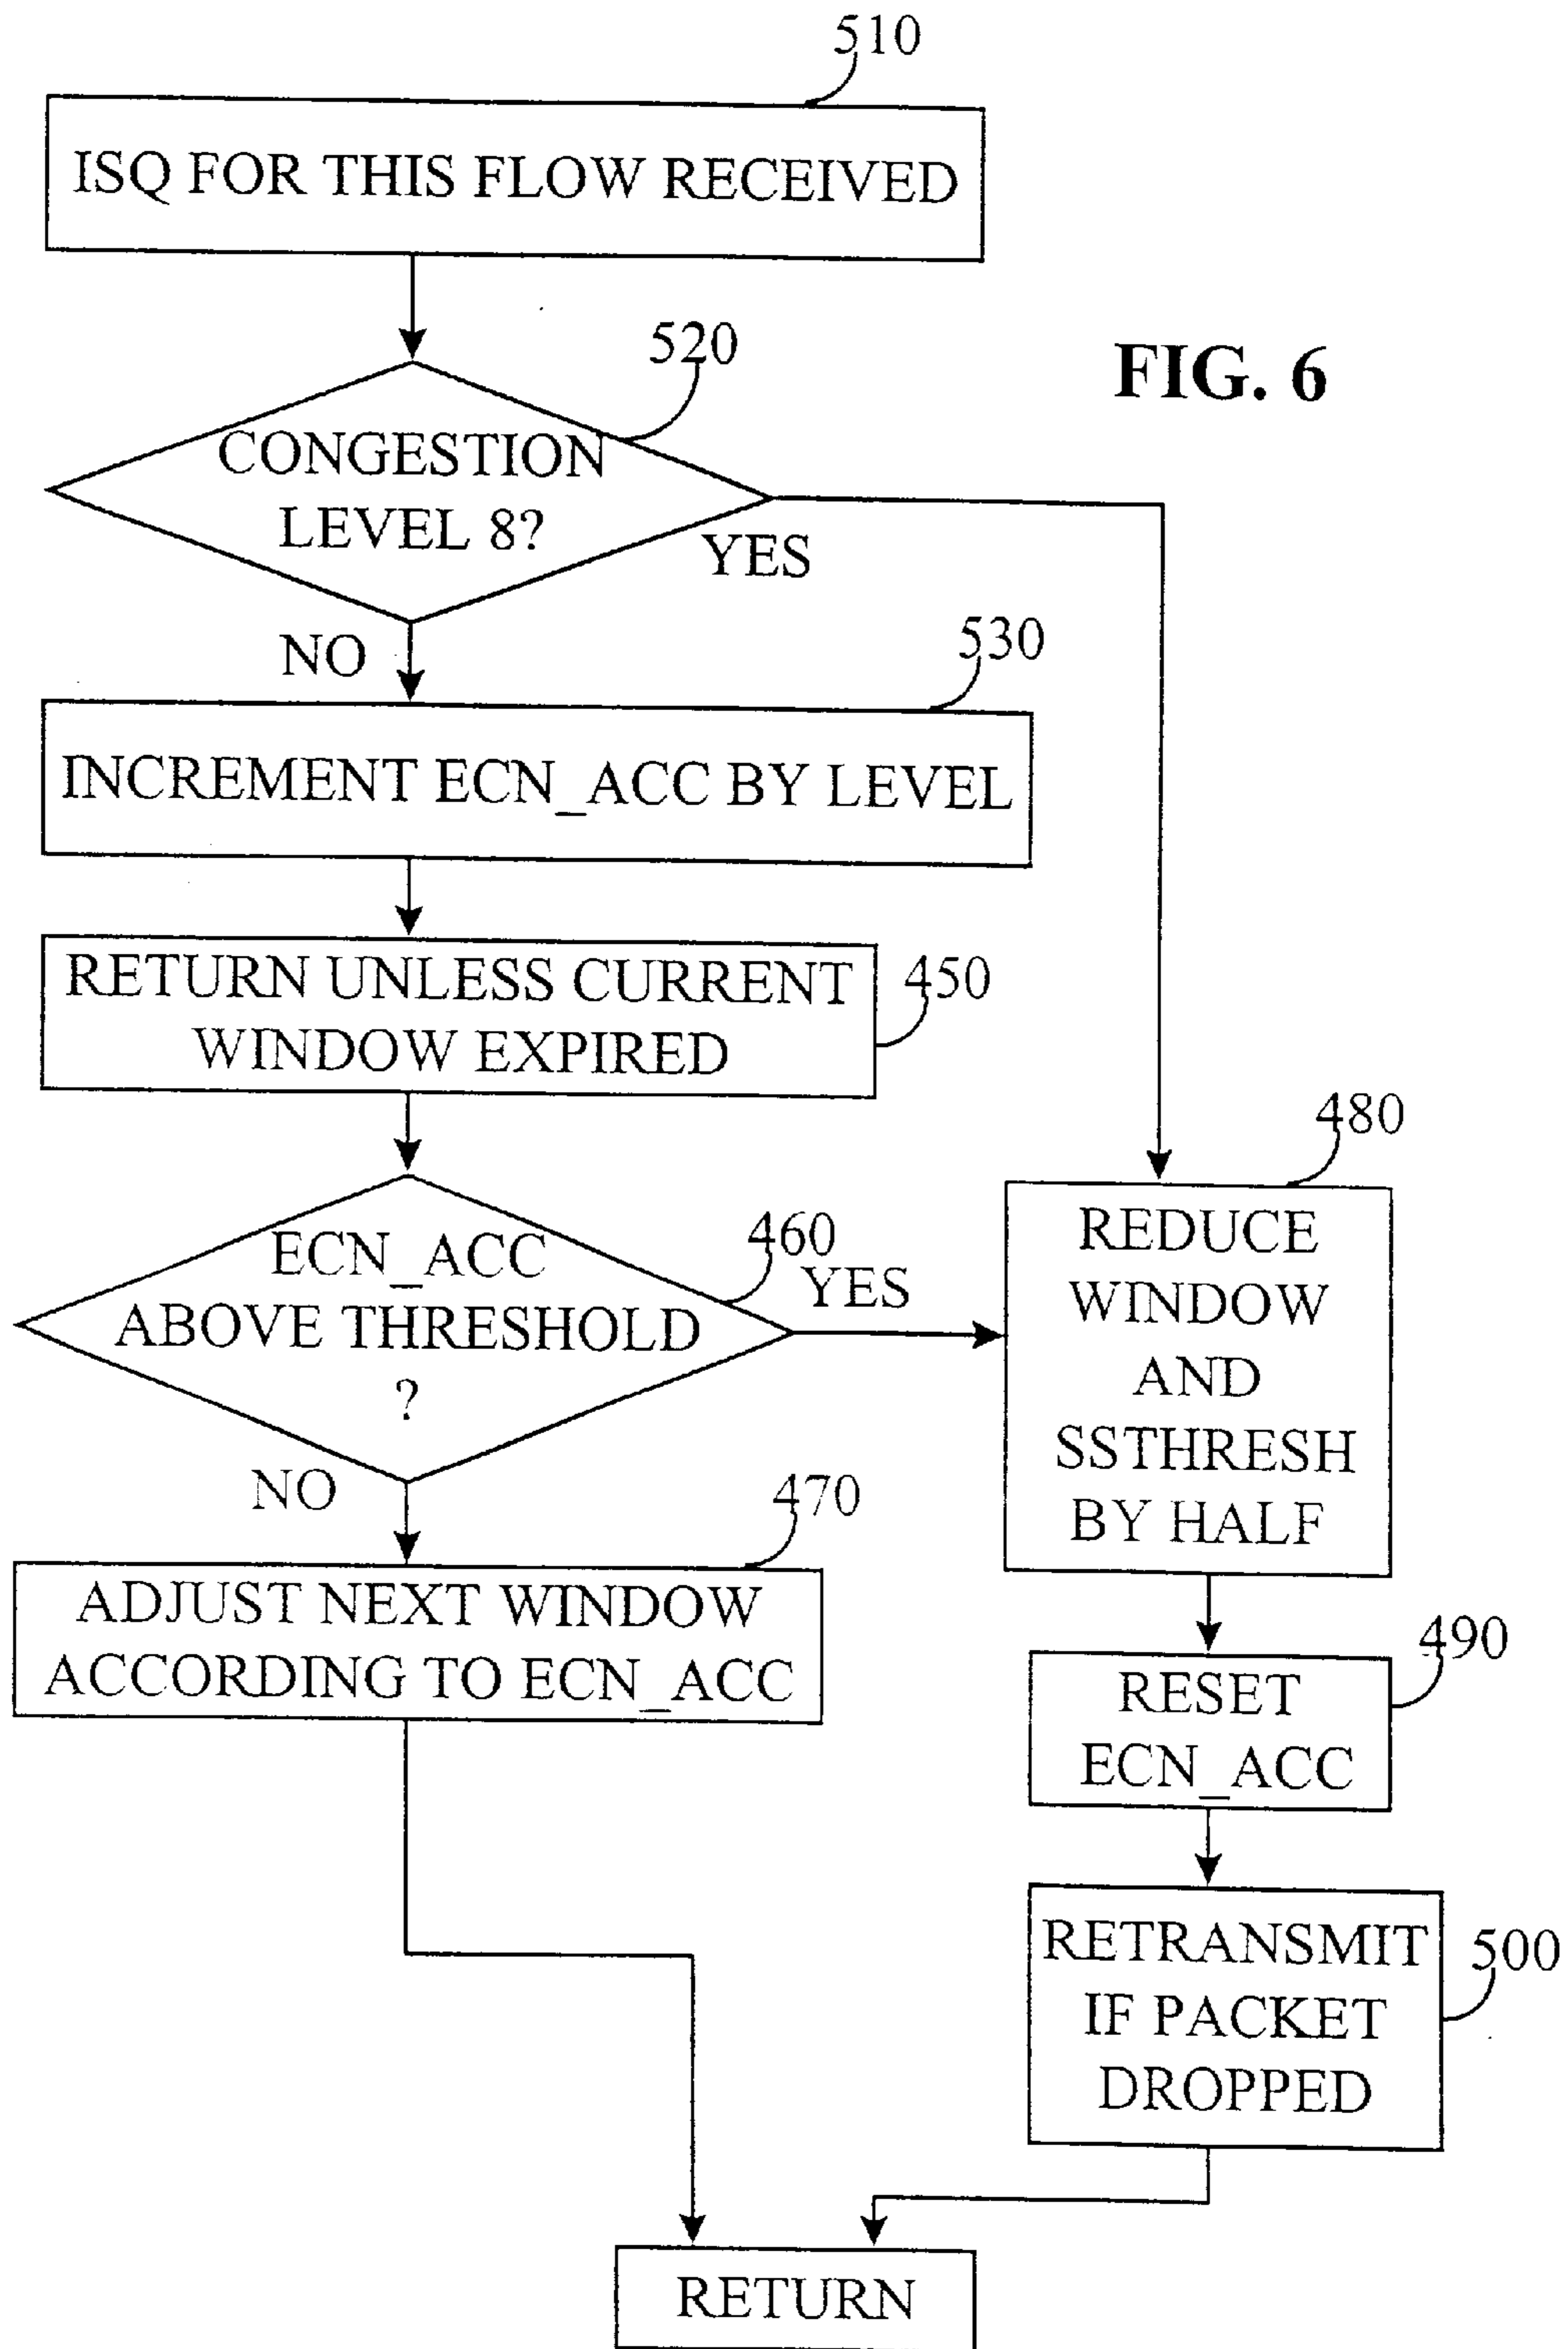 510
ISQ FOR THIS FLOW RECEIVED
520
FIG. 6
CONGESTION
LEVEL 8?
YES
NO
530
INCREMENT ECN_ACC BY LEVEL
RETURN UNLESS CURRENT
WINDOW EXPIRED
450
480
ECN_ACC
ABOVE THRESHOLD
?
460
YES
REDUCE
WINDOW
AND
SSTHRESH
BY HALF
NO
470
ADJUST NEXT WINDOW
ACCORDING TO ECN_ACC
490
RESET
ECN_ACC
RETRANSMIT
IF PACKET
DROPPED
500
RETURN